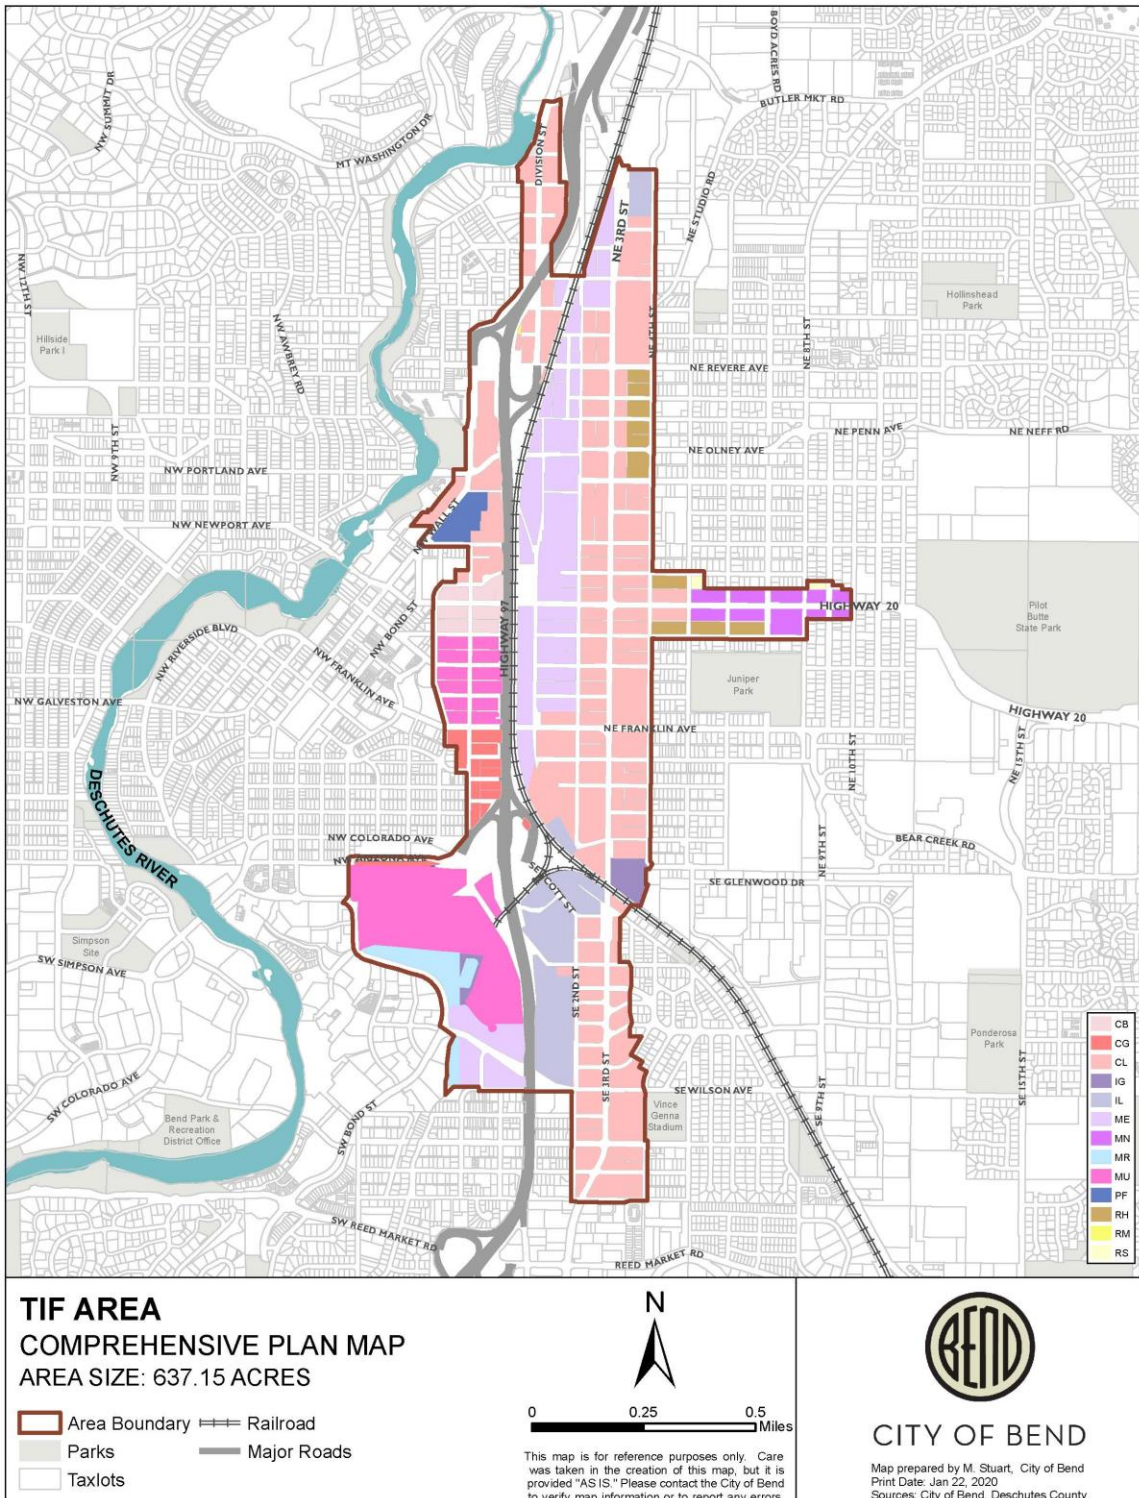 BOYD ACRES RD
BUTLER MKT RD
NW SUMMIT DR
MT WASHINGTON DR
DIVISION ST
NE STUDIO RD
NE 3RD ST
NW 12TH ST
Hollinshead
Park
Hillside
Park I
NW AWBREY RD
NE 4TH ST
NE 8TH ST
NE REVERE AVE
NW 9TH ST
NE PENN AVE
NE NEFF RD
NE OLNEY AVE
NW PORTLAND AVE
NW WALL ST
NW NEWPORT AVE
HIGHWAY 20
Pilot
Butte
State Park
NW BOND ST
HIGHWAY 97
NW RIVERSIDE BLVD
NW FRANKLIN AVE
Juniper
Park
NW GALVESTON AVE
HIGHWAY 20
NE FRANKLIN AVE
NE 10TH ST
NE 15TH ST
DESCHUTES RIVER
NW COLORADO AVE
NW ARIZONA AVE
NE 9TH ST
BEAR CREEK RD
SE SCOTT ST
SE GLENWOOD DR
Simpson
Site
SW SIMPSON AVE
SE 2ND ST
Ponderosa
Park
SE 3RD ST
SE WILSON AVE
SE 9TH ST
SE 15TH ST
SW COLORADO AVE
Bend Park &
Recreation
District Office
SW BOND ST
Vince
Genna
Stadium
SW REED MARKET RD
REED MARKET RD
CB
CG
CL
IG
IL
ME
MN
MR
MU
PF
RH
RM
RS
TIF AREA
COMPREHENSIVE PLAN MAP
AREA SIZE: 637.15 ACRES
Area Boundary
Railroad
Parks
Major Roads
Taxlots
N
0 0.25 0.5
Miles
This map is for reference purposes only. Care
was taken in the creation of this map, but it is
provided "AS IS." Please contact the City of Bend
to verify map information or to report any errors.
BEND
CITY OF BEND
Map prepared by M. Stuart, City of Bend
Print Date: Jan 22, 2020
Sources: City of Bend, Deschutes County